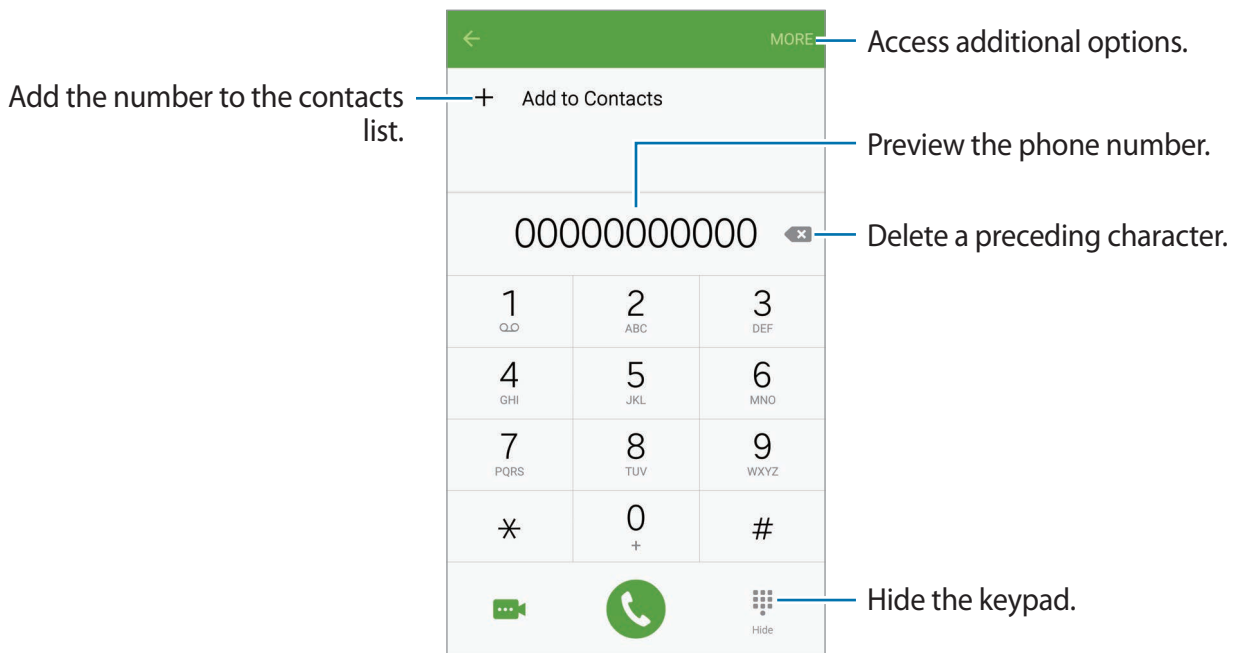 MORE
Access additional options.
Add the number to the contacts
list.
Add to Contacts
Preview the phone number.
00000000000
Delete a preceding character.
1 2 3
ABC DEF
4 5 6
GHI JKL MNO
7 8 9
PQRS TUV WXYZ
* 0 #
+
Hide the keypad.
Hide